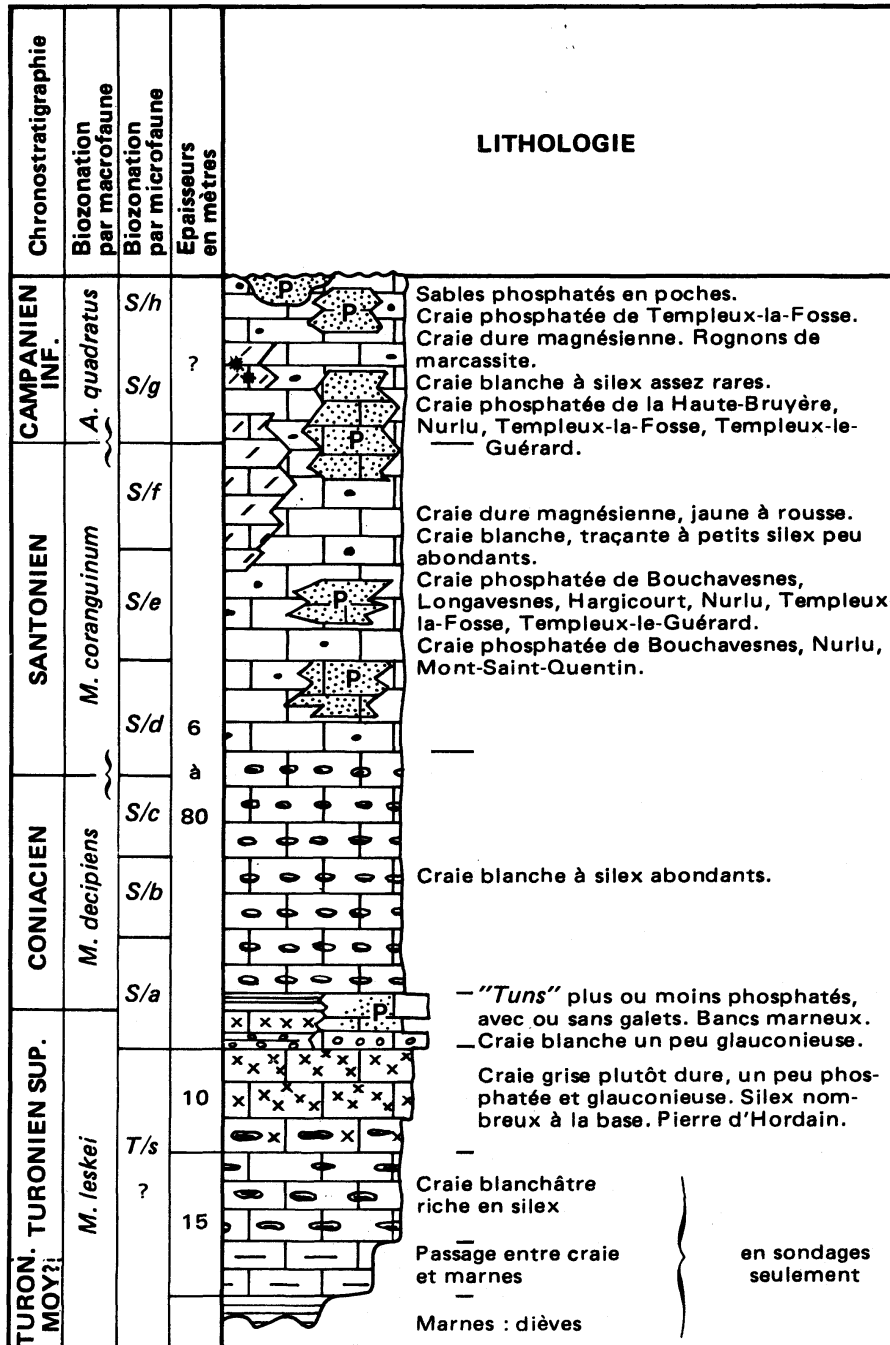 Chronostratigraphie
Biozonation
par macrofaune
Biozonation
par microfaune
Epaisseurs
en mètres
LITHOLOGIE
CAMPANIEN
INF.
SANTONIEN
CONIACIEN
TURONIEN SUP.
TURON.
MOY?
A. quadratus
M. coranguinum
M. decipiens
M. leskei
S/h
S/g
S/f
S/e
S/d
S/c
S/b
S/a
T/s
?
?
6
à
80
10
15
P
P
P
P
P
P
Sables phosphatés en poches.
Craie phosphatée de Templeux-la-Fosse.
Craie dure magnésienne. Rognons de
marcassite.
Craie blanche à silex assez rares.
Craie phosphatée de la Haute-Bruyère,
Nurlu, Templeux-la-Fosse, Templeux-le-
Guérard.
Craie dure magnésienne, jaune à rousse.
Craie blanche, traçante à petits silex peu
abondants.
Craie phosphatée de Bouchavesnes,
Longavesnes, Hargicourt, Nurlu, Templeux
la-Fosse, Templeux-le-Guérard.
Craie phosphatée de Bouchavesnes, Nurlu,
Mont-Saint-Quentin.
Craie blanche à silex abondants.
"Tuns" plus ou moins phosphatés,
avec ou sans galets. Bancs marneux.
Craie blanche un peu glauconieuse.
Craie grise plutôt dure, un peu phos-
phatée et glauconieuse. Silex nom-
breux à la base. Pierre d'Hordain.
Craie blanchâtre
riche en silex
Passage entre craie
et marnes
Marnes : dièves
en sondages
seulement